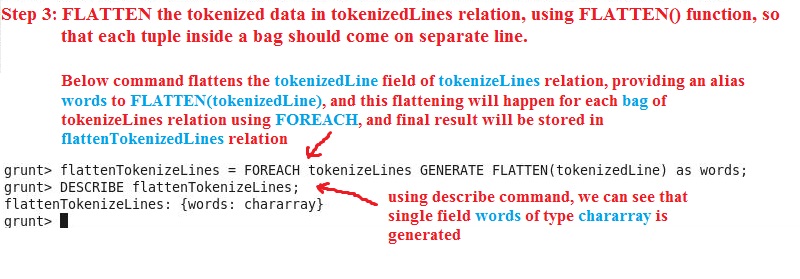 Step 3: FLATTEN the tokenized data in tokenizedLines relation, using FLATTEN() function, so
that each tuple inside a bag should come on separate line.
Below command flattens the tokenizedLine field of tokenizeLines relation, providing an alias
words to FLATTEN(tokenizedLine), and this flattening will happen for each bag of
tokenizeLines relation using FOREACH, and final result will be stored in
flattenTokenizedLines relation
grunt> flattenTokenizeLines = FOREACH tokenizeLines GENERATE FLATTEN(tokenizedLine) as words;
grunt> DESCRIBE flattenTokenizeLines;
flattenTokenizeLines: {words: chararray}
grunt>
using describe command, we can see that
single field words of type chararray is
generated